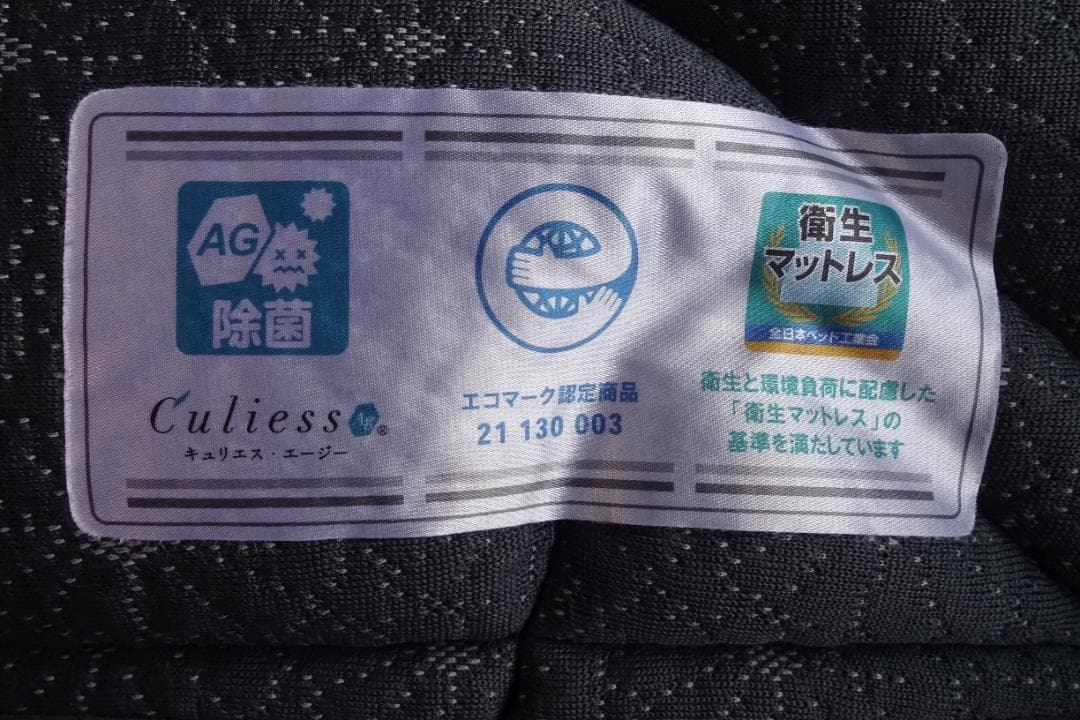 AG
除菌
Culiess AG®
キュリエス・エージー
エコマーク認定商品
21 130 003
衛生
マットレス
全日本ベッド工業会
衛生と環境負荷に配慮した
「衛生マットレス」の
基準を満たしています